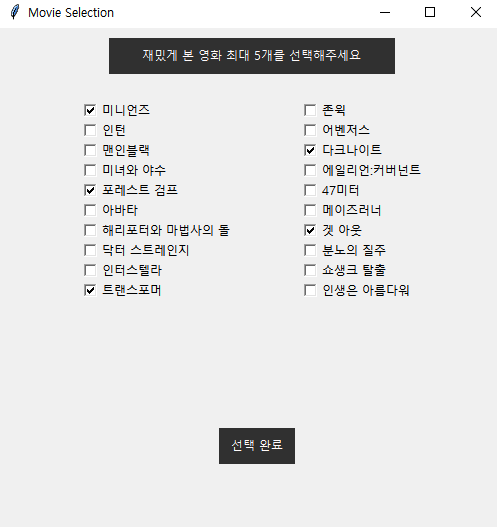 Movie Selection
재밌게 본 영화 최대 5개를 선택해주세요
미니언즈
인턴
맨인블랙
미녀와 야수
포레스트 검프
아바타
해리포터와 마법사의 돌
닥터 스트레인지
인터스텔라
트랜스포머
존윅
어벤저스
다크나이트
에일리언:커버넌트
47미터
메이즈러너
겟 아웃
분노의 질주
쇼생크 탈출
인생은 아름다워
선택 완료